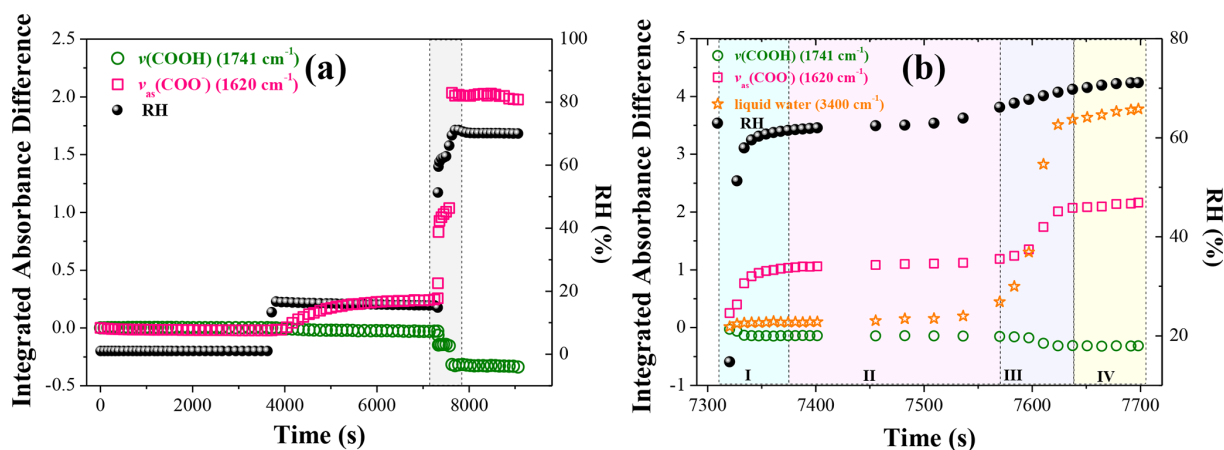 Integrated Absorbance Difference
2.5
2.0
1.5
1.0
0.5
0.0
-0.5
ν(COOH) (1741 cm⁻¹)
νas(COO⁻) (1620 cm⁻¹)
RH
(a)
100
80
60
40
20
0
RH (%)
0 2000 4000 6000 8000
Time (s)
Integrated Absorbance Difference
5
4
3
2
1
0
-1
ν(COOH) (1741 cm⁻¹)
νas(COO⁻) (1620 cm⁻¹)
liquid water (3400 cm⁻¹)
RH
(b)
I II III IV
80
60
40
20
RH (%)
7300 7400 7500 7600 7700
Time (s)